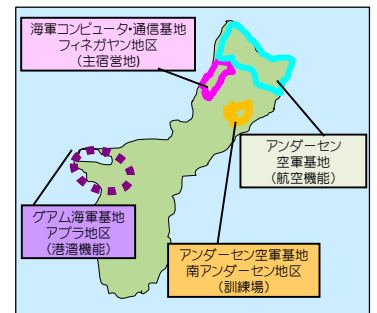 海軍コンピュータ・通信基地
フィネガヤン地区
（主宿営地）
アンダーセン
空軍基地
（航空機能）
グアム海軍基地
アプラ地区
（港湾機能）
アンダーセン空軍基地
南アンダーセン地区
（訓練場）